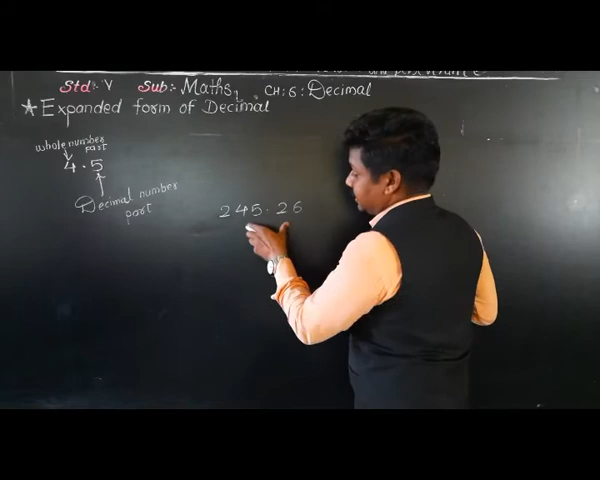 Std:- V Sub:- Maths, CH:6: Decimal
★ Expanded form of Decimal
whole number
part
4.5
Decimal number
part
245.26